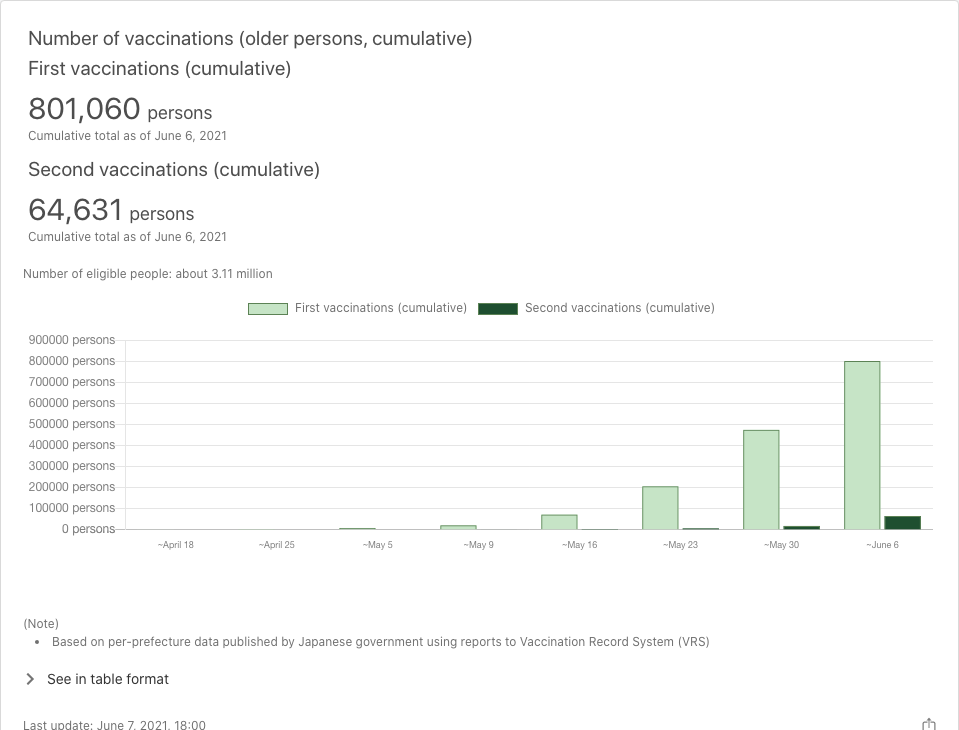 Number of vaccinations (older persons, cumulative)
First vaccinations (cumulative)
801,060 persons
Cumulative total as of June 6, 2021
Second vaccinations (cumulative)
64,631 persons
Cumulative total as of June 6, 2021
Number of eligible people: about 3.11 million
First vaccinations (cumulative) Second vaccinations (cumulative)
900000 persons
800000 persons
700000 persons
600000 persons
500000 persons
400000 persons
300000 persons
200000 persons
100000 persons
0 persons
~April 18 ~April 25 ~May 5 ~May 9 ~May 16 ~May 23 ~May 30 ~June 6
(Note)
• Based on per-prefecture data published by Japanese government using reports to Vaccination Record System (VRS)
See in table format
Last update: June 7, 2021, 18:00